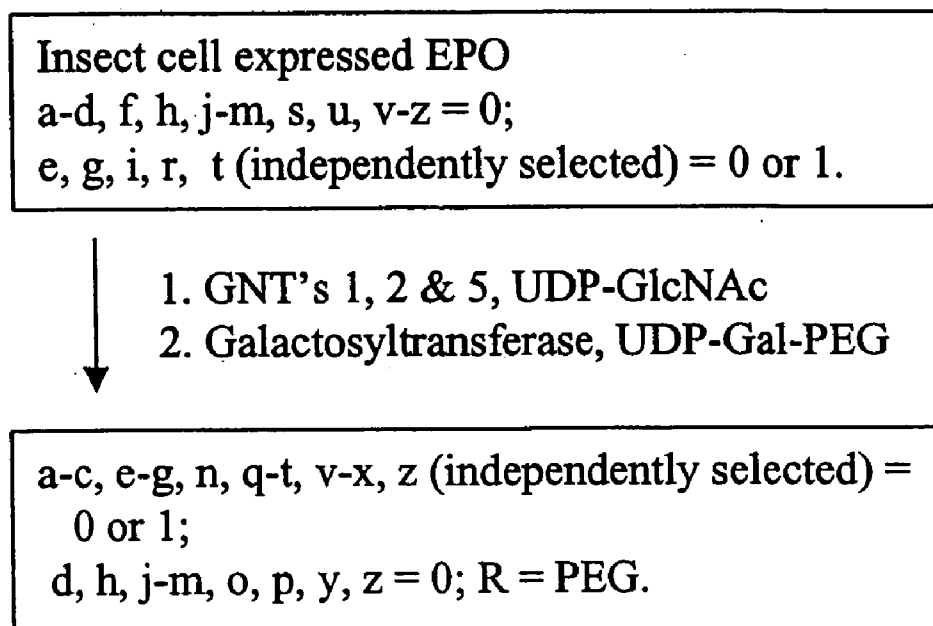 Insect cell expressed EPO
a-d, f, h, j-m, s, u, v-z = 0;
e, g, i, r, t (independently selected) = 0 or 1.
1. GNT's 1, 2 & 5, UDP-GlcNAc
2. Galactosyltransferase, UDP-Gal-PEG
a-c, e-g, n, q-t, v-x, z (independently selected) =
0 or 1;
d, h, j-m, o, p, y, z = 0; R = PEG.